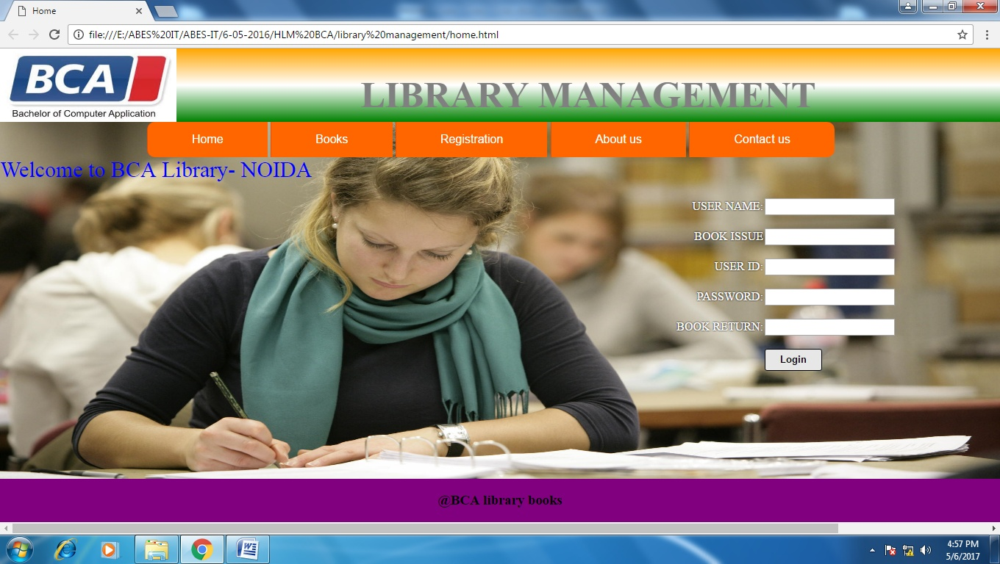 Home
file:///E:/ABES%20IT/ABES-IT/6-05-2016/HLM%20BCA/library%20management/home.html
BCA
Bachelor of Computer Application
LIBRARY MANAGEMENT
Home Books Registration About us Contact us
Welcome to BCA Library- NOIDA
USER NAME:
BOOK ISSUE
USER ID:
PASSWORD:
BOOK RETURN:
Login
@BCA library books
4:57 PM
5/6/2017